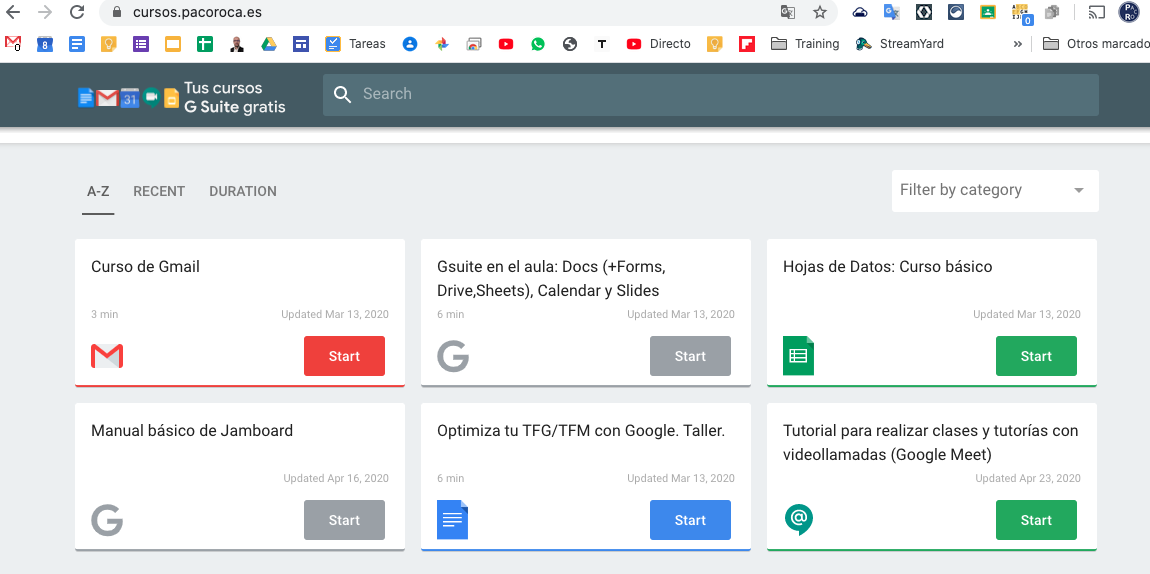 cursos.pacoroca.es
0
8
Tareas
T
Directo
Training
StreamYard
»
Otros marcado
Tus cursos
G Suite gratis
31
Search
A-Z
RECENT
DURATION
Filter by category
Curso de Gmail
3 min
Updated Mar 13, 2020
Start
Gsuite en el aula: Docs (+Forms,
Drive,Sheets), Calendar y Slides
6 min
Updated Mar 13, 2020
G
Start
Hojas de Datos: Curso básico
Updated Mar 13, 2020
Start
Manual básico de Jamboard
Updated Apr 16, 2020
G
Start
Optimiza tu TFG/TFM con Google. Taller.
6 min
Updated Mar 13, 2020
Start
Tutorial para realizar clases y tutorías con
videollamadas (Google Meet)
Updated Apr 23, 2020
@
Start